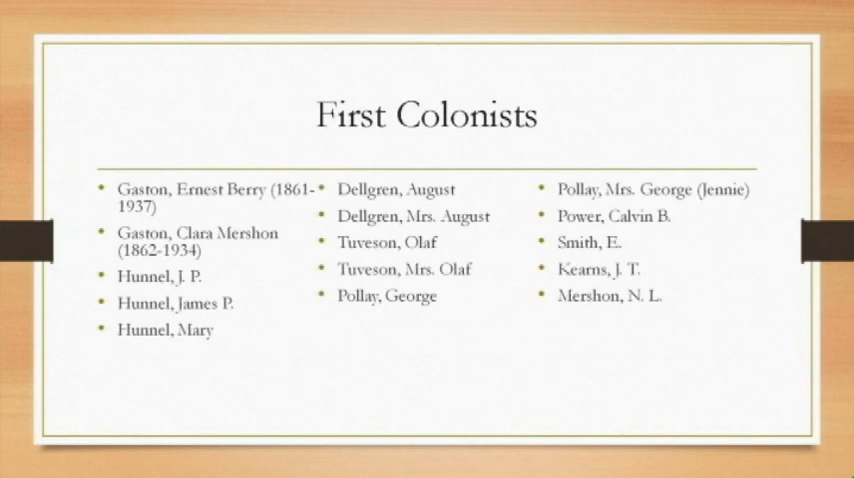 First Colonists
Gaston, Ernest Berry (1861-
1937)
Gaston, Clara Mershon
(1862-1934)
Hunnel, J. P.
Hunnel, James P.
Hunnel, Mary
Dellgren, August
Dellgren, Mrs. August
Tuveson, Olaf
Tuveson, Mrs. Olaf
Pollay, George
Pollay, Mrs. George (Jennie)
Power, Calvin B.
Smith, E.
Kearns, J. T.
Mershon, N. L.